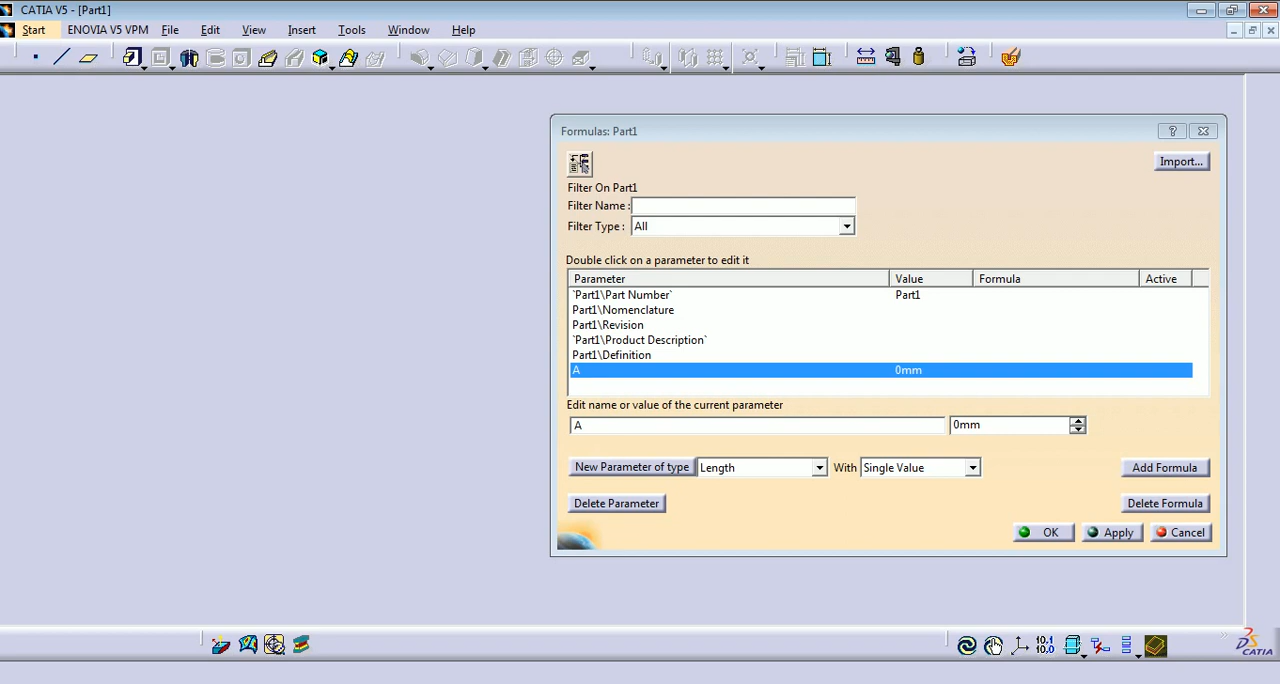 CATIA V5 - [Part1]
Start ENOVIA V5 VPM File Edit View Insert Tools Window Help
Formulas: Part1
?
Import...
Filter On Part1
Filter Name :
Filter Type : All
Double click on a parameter to edit it
Parameter Value Formula Active
`Part1\Part Number` Part1
Part1\Nomenclature
Part1\Revision
`Part1\Product Description`
Part1\Definition
A 0mm
Edit name or value of the current parameter
A 0mm
New Parameter of type Length With Single Value Add Formula
Delete Parameter Delete Formula
OK Apply Cancel
10.1
10.0
CATIA